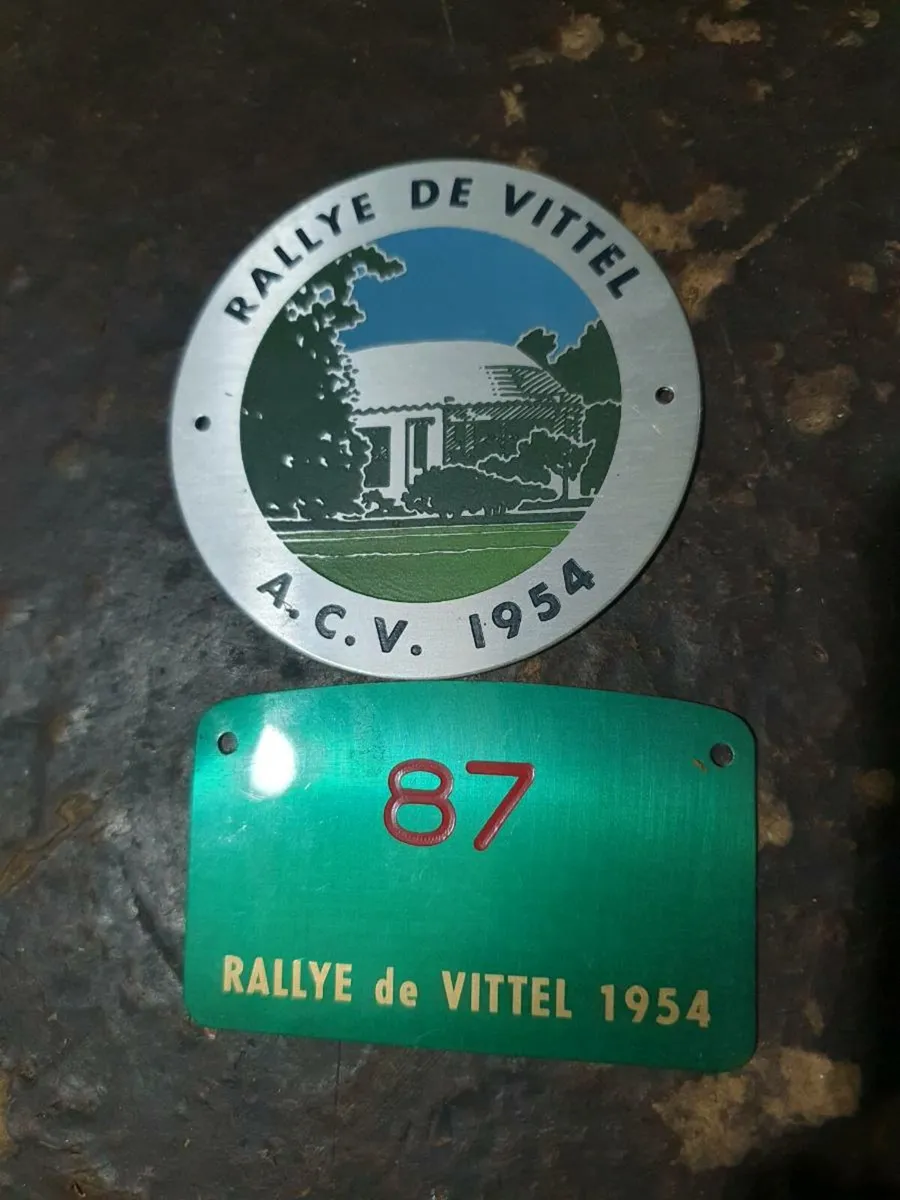 RALLYE DE VITTEL
A.C.V. 1954
87
RALLYE de VITTEL 1954